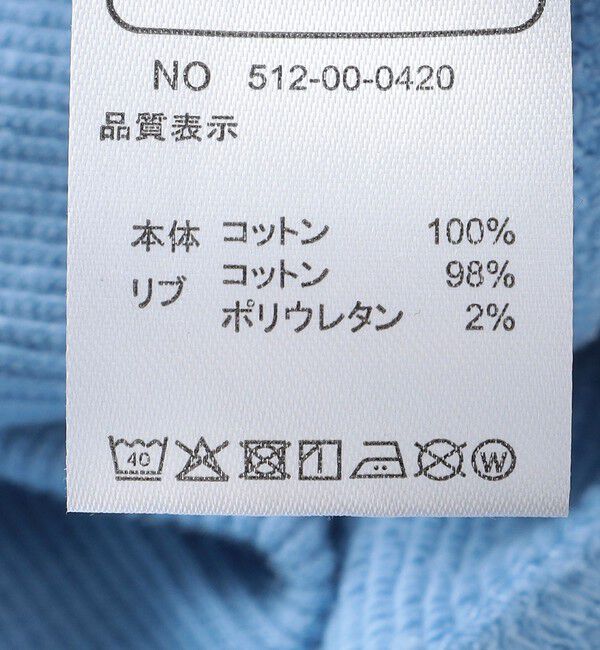 NO 512-00-0420
品質表示
本体 コットン 100%
コットン 98%
リブ
ポリウレタン 2%
40 W